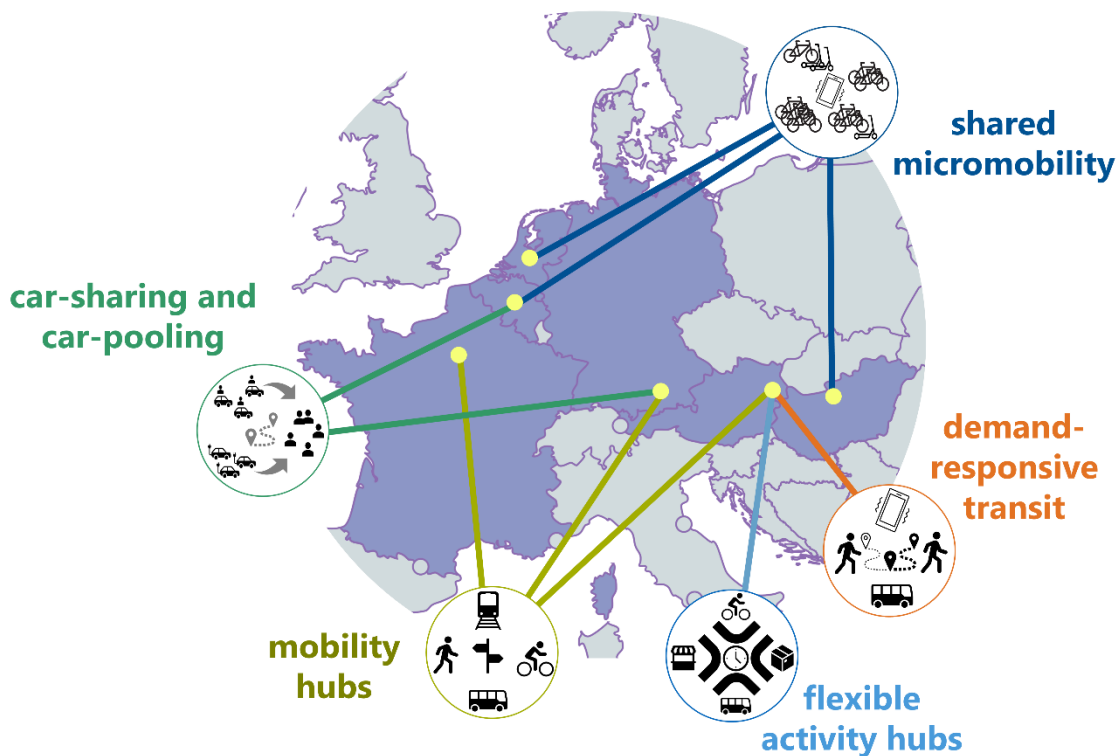 shared
micromobility
car-sharing and
car-pooling
demand-
responsive
transit
mobility
hubs
flexible
activity hubs